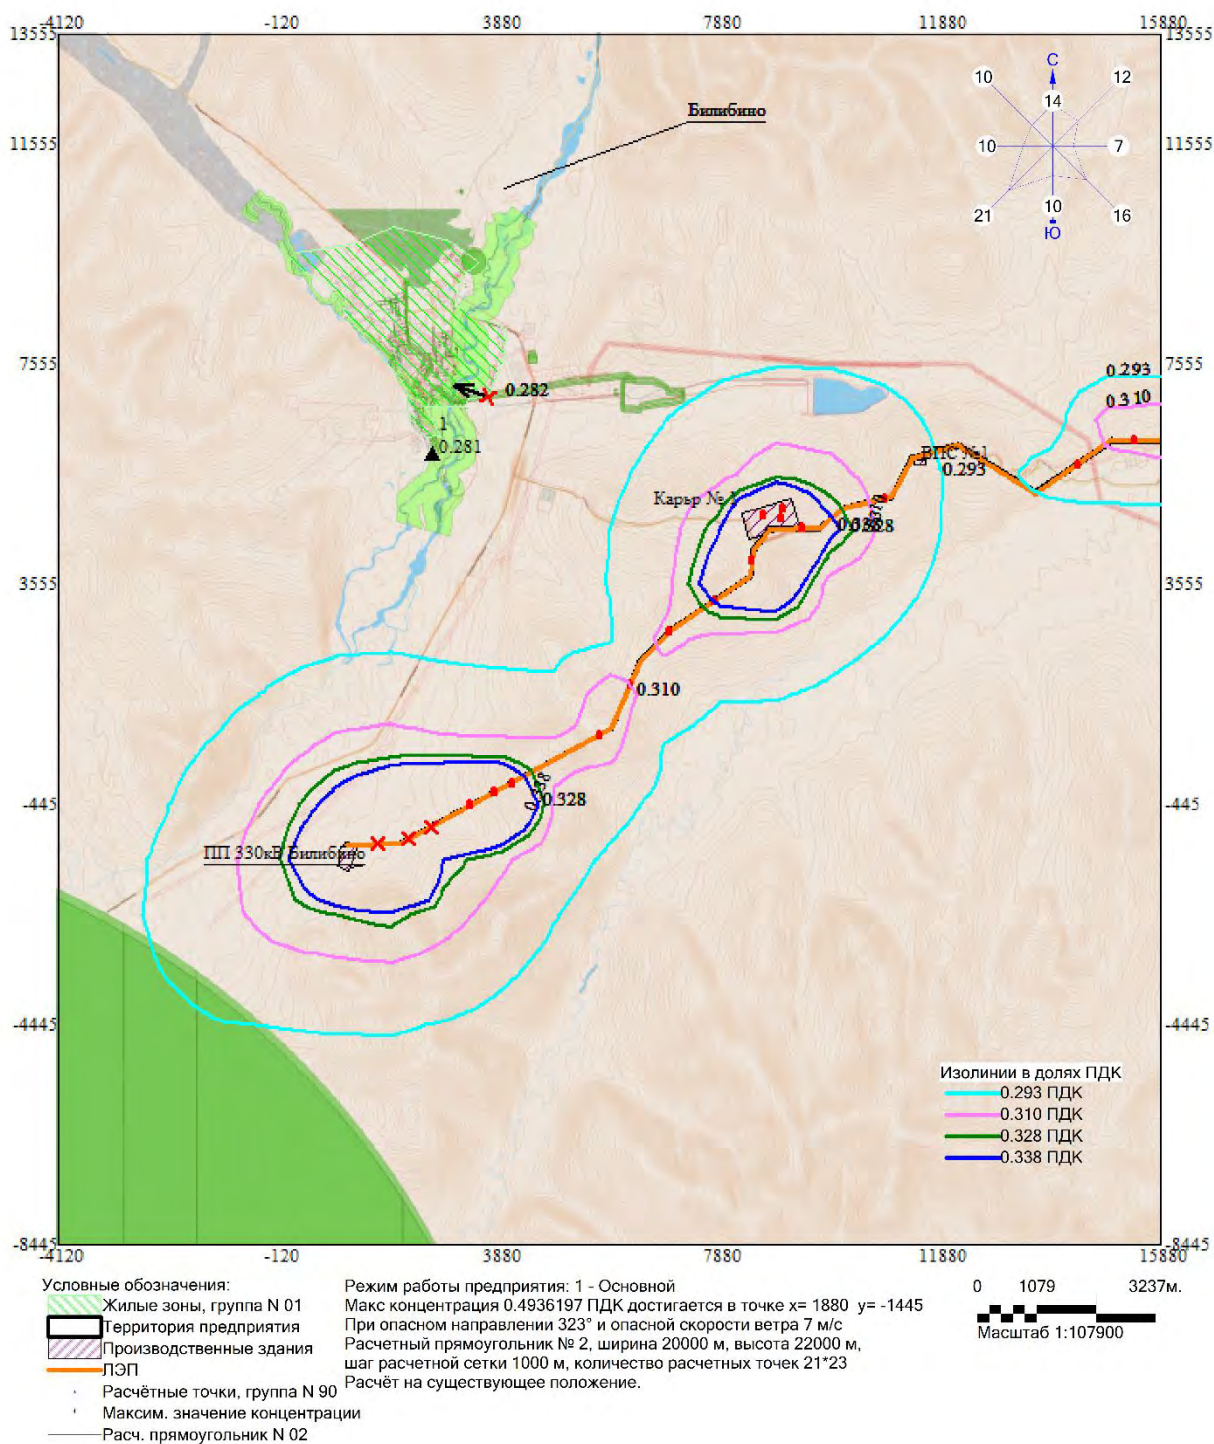 -4120 -120 3880 7880 11880 15880
13555 13555
С
10 12
14
Билибино
11555 10 7 11555
21 10 16
Ю
7555 7555
0.293
0.282
0.310
1
0.281
ВПС №1
0.293
Карьр №
0.328
3555 3555
0.310
0.338
-445 0.328 -445
ПП 330кВ Билибино
-4445 -4445
Изолинии в долях ПДК
0.293 ПДК
0.310 ПДК
0.328 ПДК
0.338 ПДК
-8445 -8445
-4120 -120 3880 7880 11880 15880
Условные обозначения:
Жилые зоны, группа N 01
Территория предприятия
Производственные здания
ЛЭП
Расчётные точки, группа N 90
Максим. значение концентрации
Расч. прямоугольник N 02
Режим работы предприятия: 1 - Основной
Макс концентрация 0.4936197 ПДК достигается в точке x= 1880 y= -1445
При опасном направлении 323° и опасной скорости ветра 7 м/с
Расчетный прямоугольник № 2, ширина 20000 м, высота 22000 м,
шаг расчетной сетки 1000 м, количество расчетных точек 21*23
Расчёт на существующее положение.
0 1079 3237м.
Масштаб 1:107900